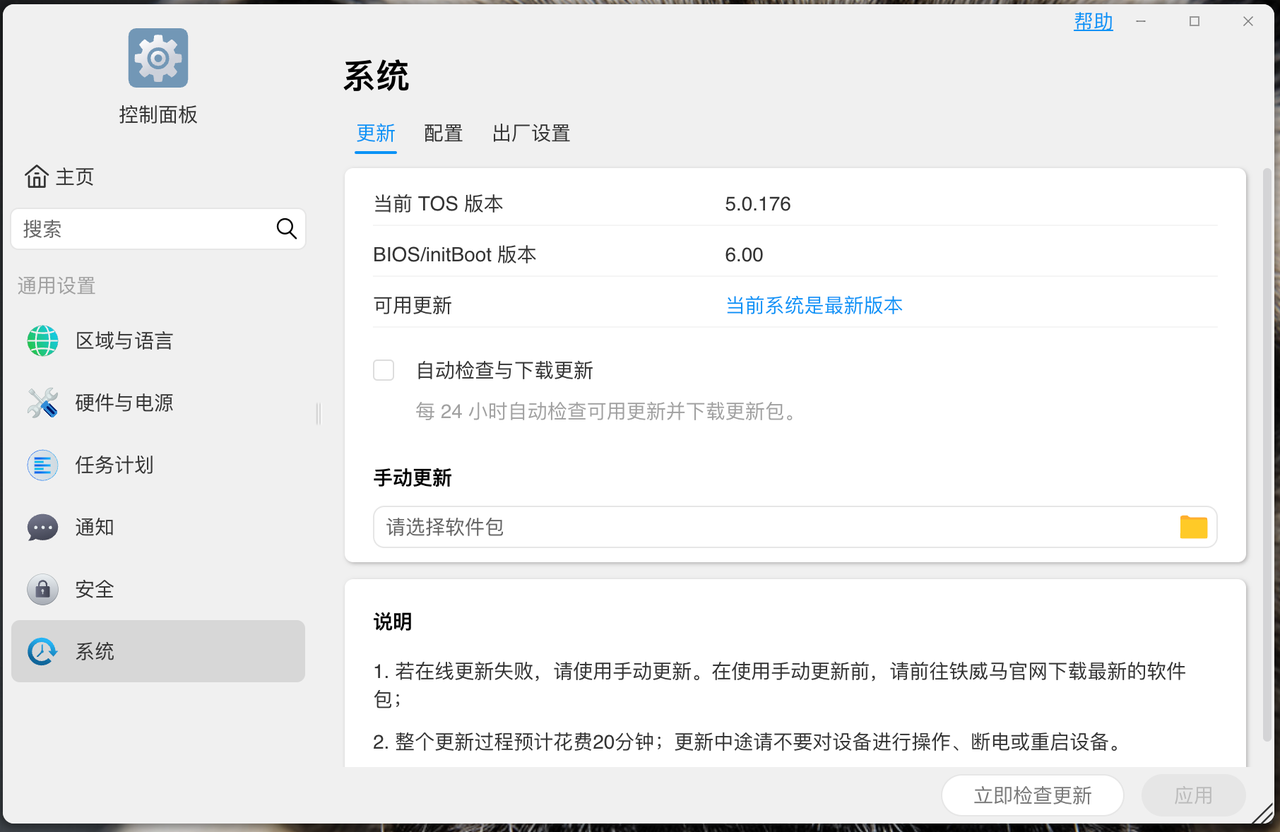 帮助
控制面板
主页
搜索
通用设置
区域与语言
硬件与电源
任务计划
通知
安全
系统
系统
更新 配置 出厂设置
当前 TOS 版本 5.0.176
BIOS/initBoot 版本 6.00
可用更新 当前系统是最新版本
自动检查与下载更新
每 24 小时自动检查可用更新并下载更新包。
手动更新
请选择软件包
说明
1. 若在线更新失败，请使用手动更新。在使用手动更新前，请前往铁威马官网下载最新的软件
包；
2. 整个更新过程预计花费20分钟；更新中途请不要对设备进行操作、断电或重启设备。
立即检查更新 应用